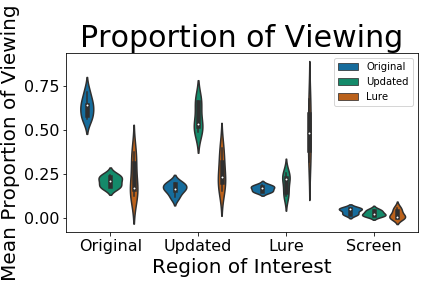 Proportion of Viewing
Mean Proportion of Viewing
0.75
0.50
0.25
0.00
Original
Updated
Lure
Original Updated Lure Screen
Region of Interest